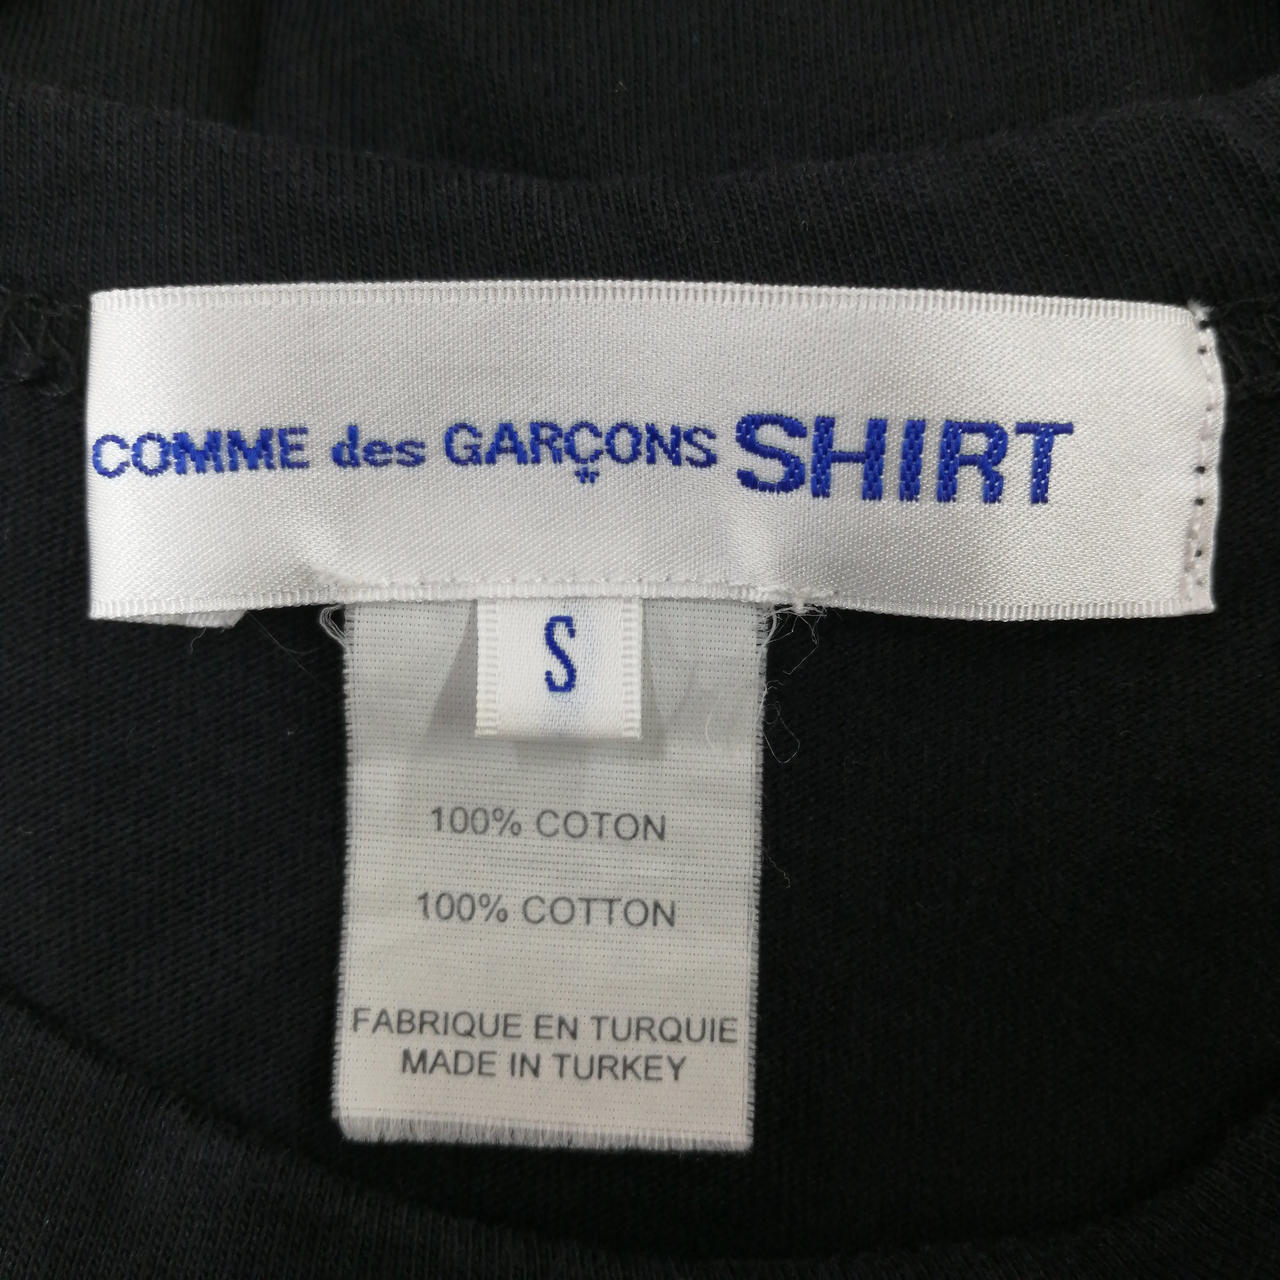 COMME des GARÇONS SHIRT
S
100% COTON
100% COTTON
FABRIQUE EN TURQUIE
MADE IN TURKEY